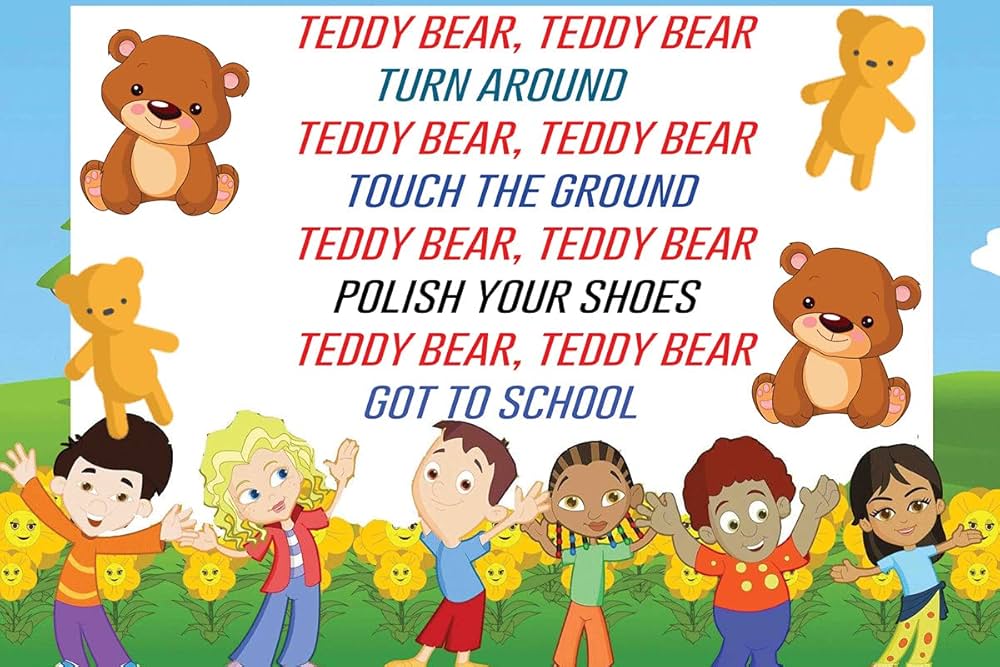 TEDDY BEAR, TEDDY BEAR
TURN AROUND
TEDDY BEAR, TEDDY BEAR
TOUCH THE GROUND
TEDDY BEAR, TEDDY BEAR
POLISH YOUR SHOES
TEDDY BEAR, TEDDY BEAR
GOT TO SCHOOL